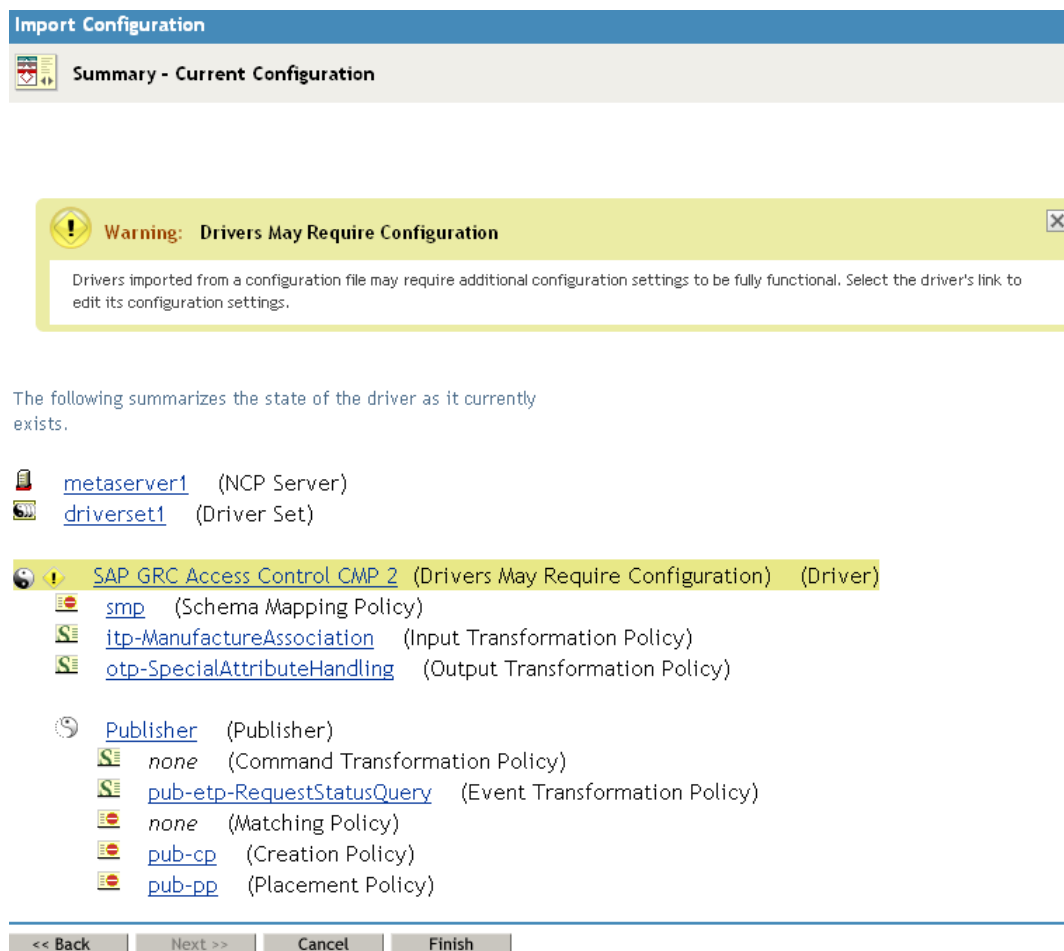 Import Configuration
Summary - Current Configuration
Warning: Drivers May Require Configuration
Drivers imported from a configuration file may require additional configuration settings to be fully functional. Select the driver's link to
edit its configuration settings.
The following summarizes the state of the driver as it currently
exists.
metaserver1 (NCP Server)
driverset1 (Driver Set)
SAP GRC Access Control CMP 2 (Drivers May Require Configuration) (Driver)
smp (Schema Mapping Policy)
itp-ManufactureAssociation (Input Transformation Policy)
otp-SpecialAttributeHandling (Output Transformation Policy)
Publisher (Publisher)
none (Command Transformation Policy)
pub-etp-RequestStatusQuery (Event Transformation Policy)
none (Matching Policy)
pub-cp (Creation Policy)
pub-pp (Placement Policy)
<< Back Next >> Cancel Finish